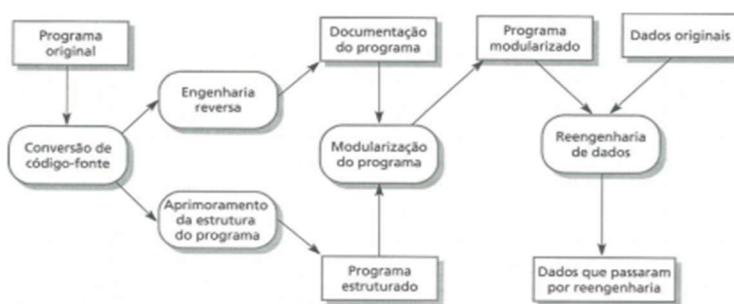 Programa
original
Documentação
do programa
Programa
modularizado
Dados originais
Engenharia
reversa
Conversão de
código-fonte
Modularização
do programa
Reengenharia
de dados
Aprimoramento
da estrutura
do programa
Programa
estruturado
Dados que passaram
por reengenharia